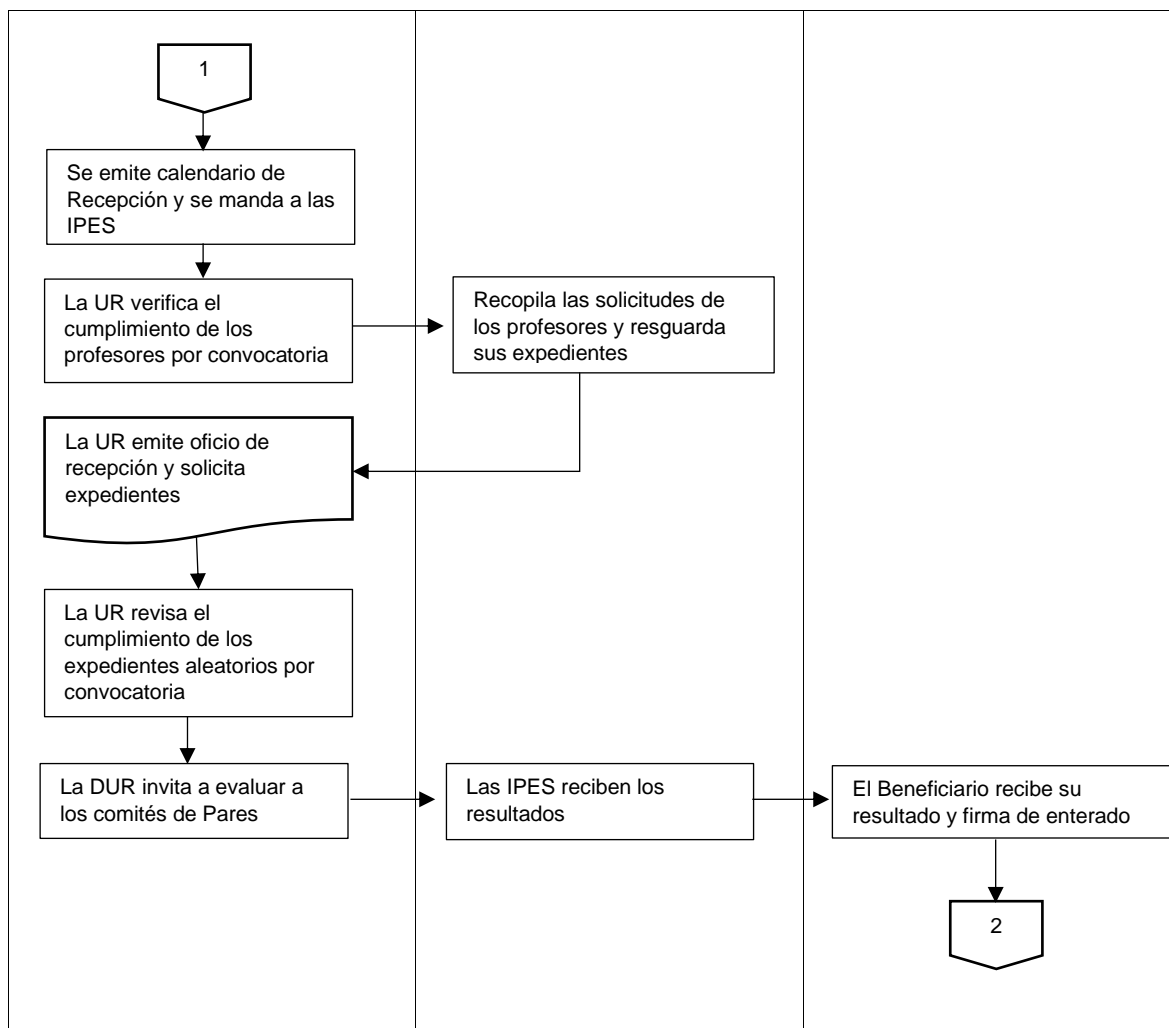 1
Se emite calendario de
Recepción y se manda a las
IPES
La UR verifica el
cumplimiento de los
profesores por convocatoria
Recopila las solicitudes de
los profesores y resguarda
sus expedientes
La UR emite oficio de
recepción y solicita
expedientes
La UR revisa el
cumplimiento de los
expedientes aleatorios por
convocatoria
La DUR invita a evaluar a
los comités de Pares
Las IPES reciben los
resultados
El Beneficiario recibe su
resultado y firma de enterado
2